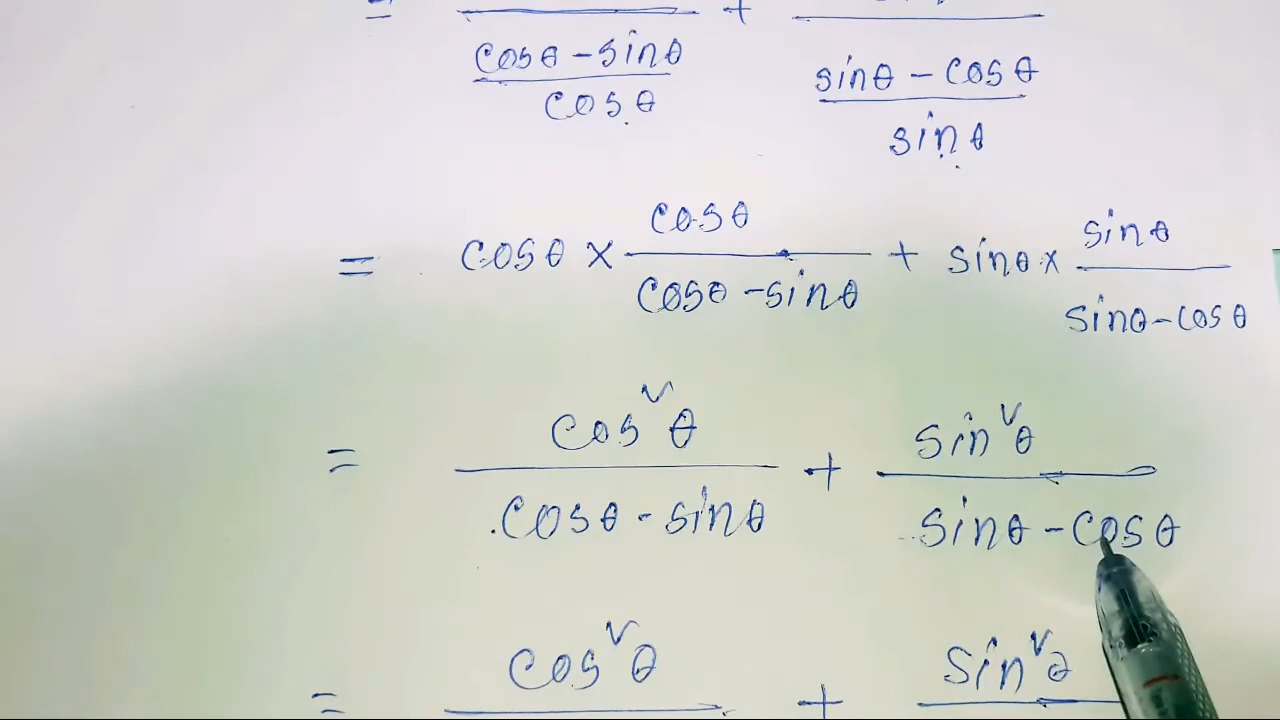 = +
cosθ - sinθ
cosθ
sinθ - cosθ
sinθ
= cosθ × cosθ / cosθ - sinθ + sinθ × sinθ / sinθ - cosθ
= cos²θ / cosθ - sinθ + sin²θ / sinθ - cosθ
= cos²θ + sin²θ